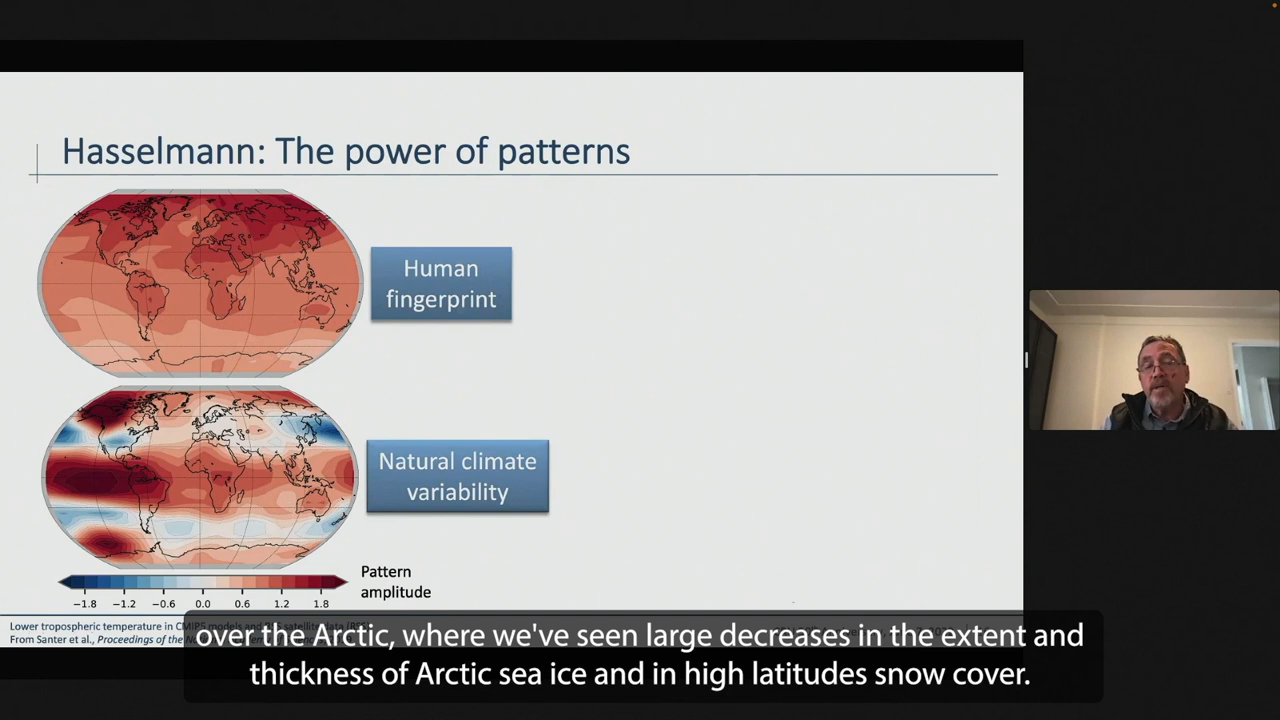 Hasselmann: The power of patterns
Human
fingerprint
Natural climate
variability
Pattern
amplitude
−1.8 −1.2 −0.6 0.0 0.6 1.2 1.8
Lower tropospheric temperature in
From Santer et al., Proceedings of the
over the Arctic, where we've seen large decreases in the extent and
thickness of Arctic sea ice and in high latitudes snow cover.